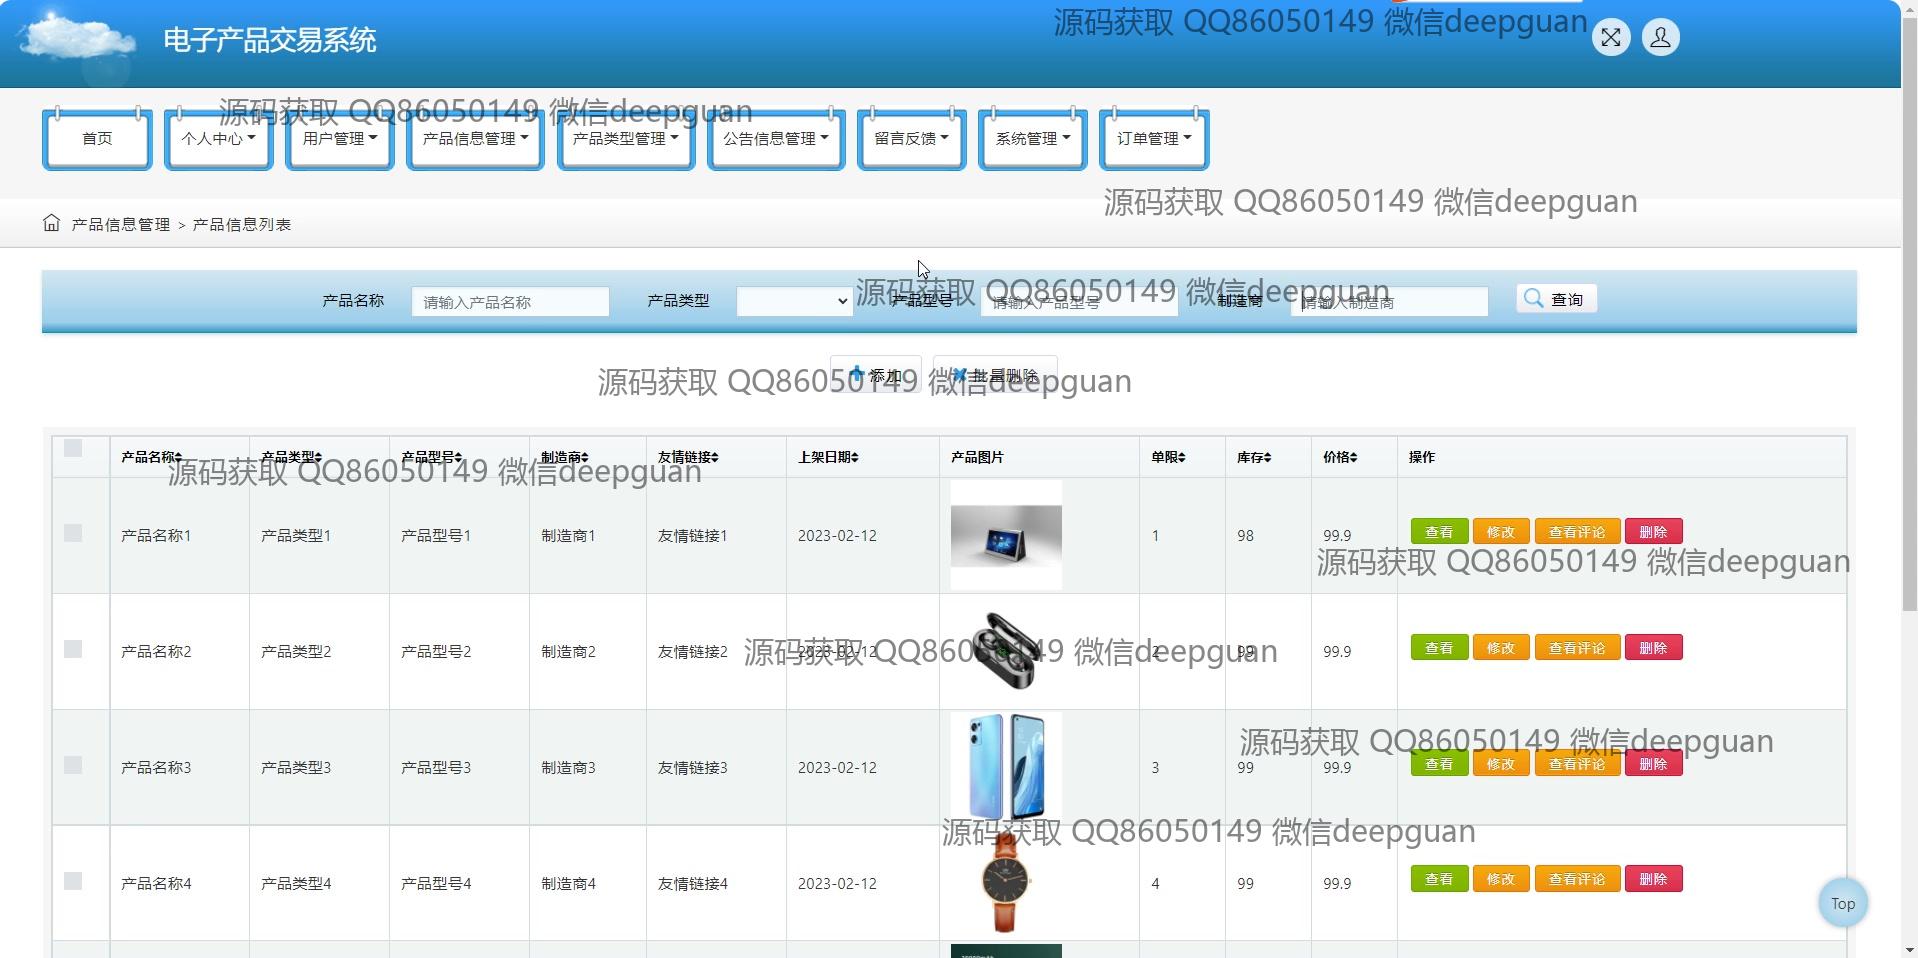 源码获取 QQ86050149 微信deepguan
电子产品交易系统
源码获取 QQ86050149 微信deepguan
首页 个人中心 用户管理 产品信息管理 产品类型管理 公告信息管理 留言反馈 系统管理 订单管理
源码获取 QQ86050149 微信deepguan
产品信息管理 > 产品信息列表
源码获取 QQ86050149 微信deepguan
产品名称 请输入产品名称 产品类型 产品型号 请输入产品型号 制造商 请输入制造商 查询
源码获取 QQ86050149 微信deepguan
添加 批量删除
产品名称 产品类型 产品型号 制造商 友情链接 上架日期 产品图片 单限 库存 价格 操作
源码获取 QQ86050149 微信deepguan
产品名称1 产品类型1 产品型号1 制造商1 友情链接1 2023-02-12 1 98 99.9 查看 修改 查看评论 删除
源码获取 QQ86050149 微信deepguan
产品名称2 产品类型2 产品型号2 制造商2 友情链接2 2023-02-12 2 99 99.9 查看 修改 查看评论 删除
源码获取 QQ86050149 微信deepguan
源码获取 QQ86050149 微信deepguan
产品名称3 产品类型3 产品型号3 制造商3 友情链接3 2023-02-12 3 99 99.9 查看 修改 查看评论 删除
源码获取 QQ86050149 微信deepguan
产品名称4 产品类型4 产品型号4 制造商4 友情链接4 2023-02-12 4 99 99.9 查看 修改 查看评论 删除
Top